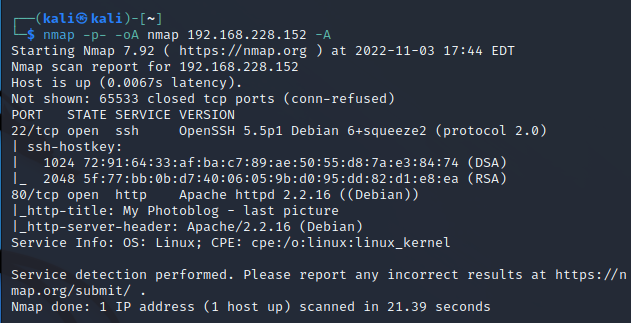 ┌──(kali㉿kali)-[~]
└─$ nmap -p- -oA nmap 192.168.228.152 -A
Starting Nmap 7.92 ( https://nmap.org ) at 2022-11-03 17:44 EDT
Nmap scan report for 192.168.228.152
Host is up (0.0067s latency).
Not shown: 65533 closed tcp ports (conn-refused)
PORT   STATE SERVICE VERSION
22/tcp open  ssh     OpenSSH 5.5p1 Debian 6+squeeze2 (protocol 2.0)
| ssh-hostkey:
|   1024 72:91:64:33:af:ba:c7:89:ae:50:55:d8:7a:e3:84:74 (DSA)
|_  2048 5f:77:bb:0b:d7:40:06:05:9b:d0:95:dd:82:d1:e8:ea (RSA)
80/tcp open  http    Apache httpd 2.2.16 ((Debian))
|_http-title: My Photoblog - last picture
|_http-server-header: Apache/2.2.16 (Debian)
Service Info: OS: Linux; CPE: cpe:/o:linux:linux_kernel

Service detection performed. Please report any incorrect results at https://n
map.org/submit/ .
Nmap done: 1 IP address (1 host up) scanned in 21.39 seconds